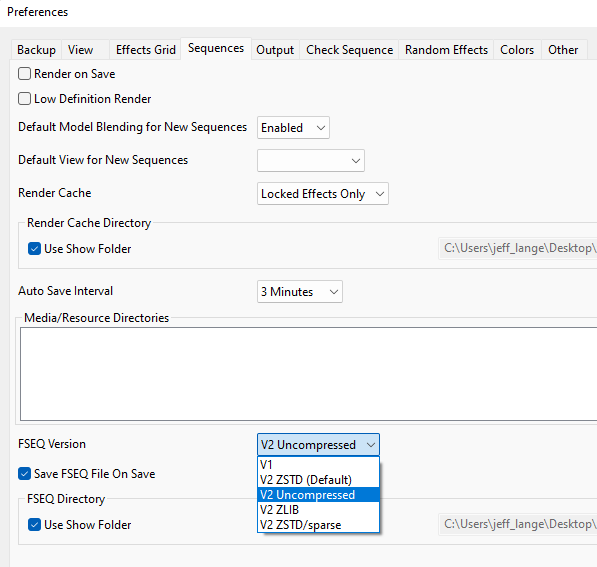 Preferences
Backup View Effects Grid Sequences Output Check Sequence Random Effects Colors Other
Render on Save
Low Definition Render
Default Model Blending for New Sequences Enabled
Default View for New Sequences
Render Cache Locked Effects Only
Render Cache Directory
Use Show Folder C:\Users\jeff_lange\Desktop\
Auto Save Interval 3 Minutes
Media/Resource Directories
FSEQ Version V2 Uncompressed
V1
V2 ZSTD (Default)
Save FSEQ File On Save
V2 Uncompressed
FSEQ Directory
V2 ZLIB
Use Show Folder V2 ZSTD/sparse C:\Users\jeff_lange\Desktop\